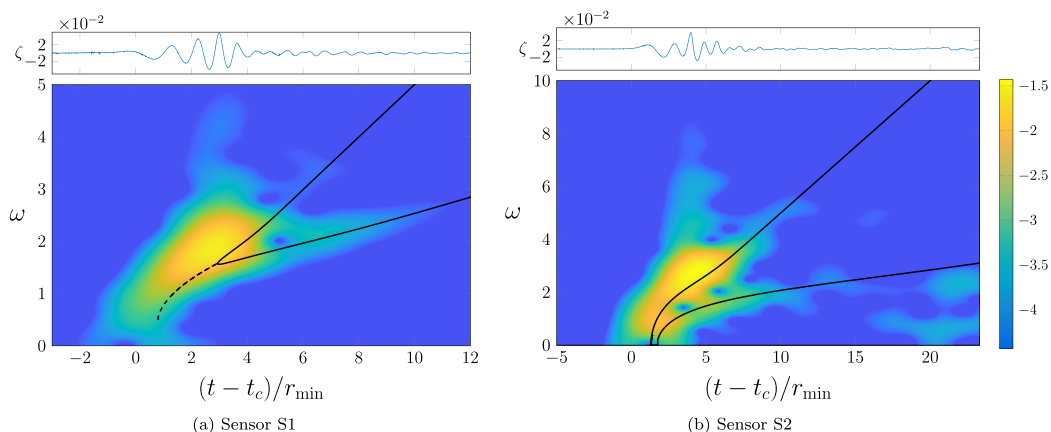 ×10⁻²
ζ 2
−2
5
4
3
ω 2
1
0
−2 0 2 4 6 8 10 12
(t − t_c)/r_min
(a) Sensor S1
×10⁻²
ζ 2
−2
10
8
6
ω 4
2
0
−5 0 5 10 15 20
(t − t_c)/r_min
(b) Sensor S2
−1.5
−2
−2.5
−3
−3.5
−4